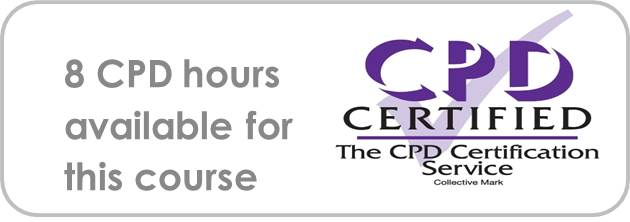 8 CPD hours
available for
this course
CPD
CERTIFIED
The CPD Certification
Service
Collective Mark